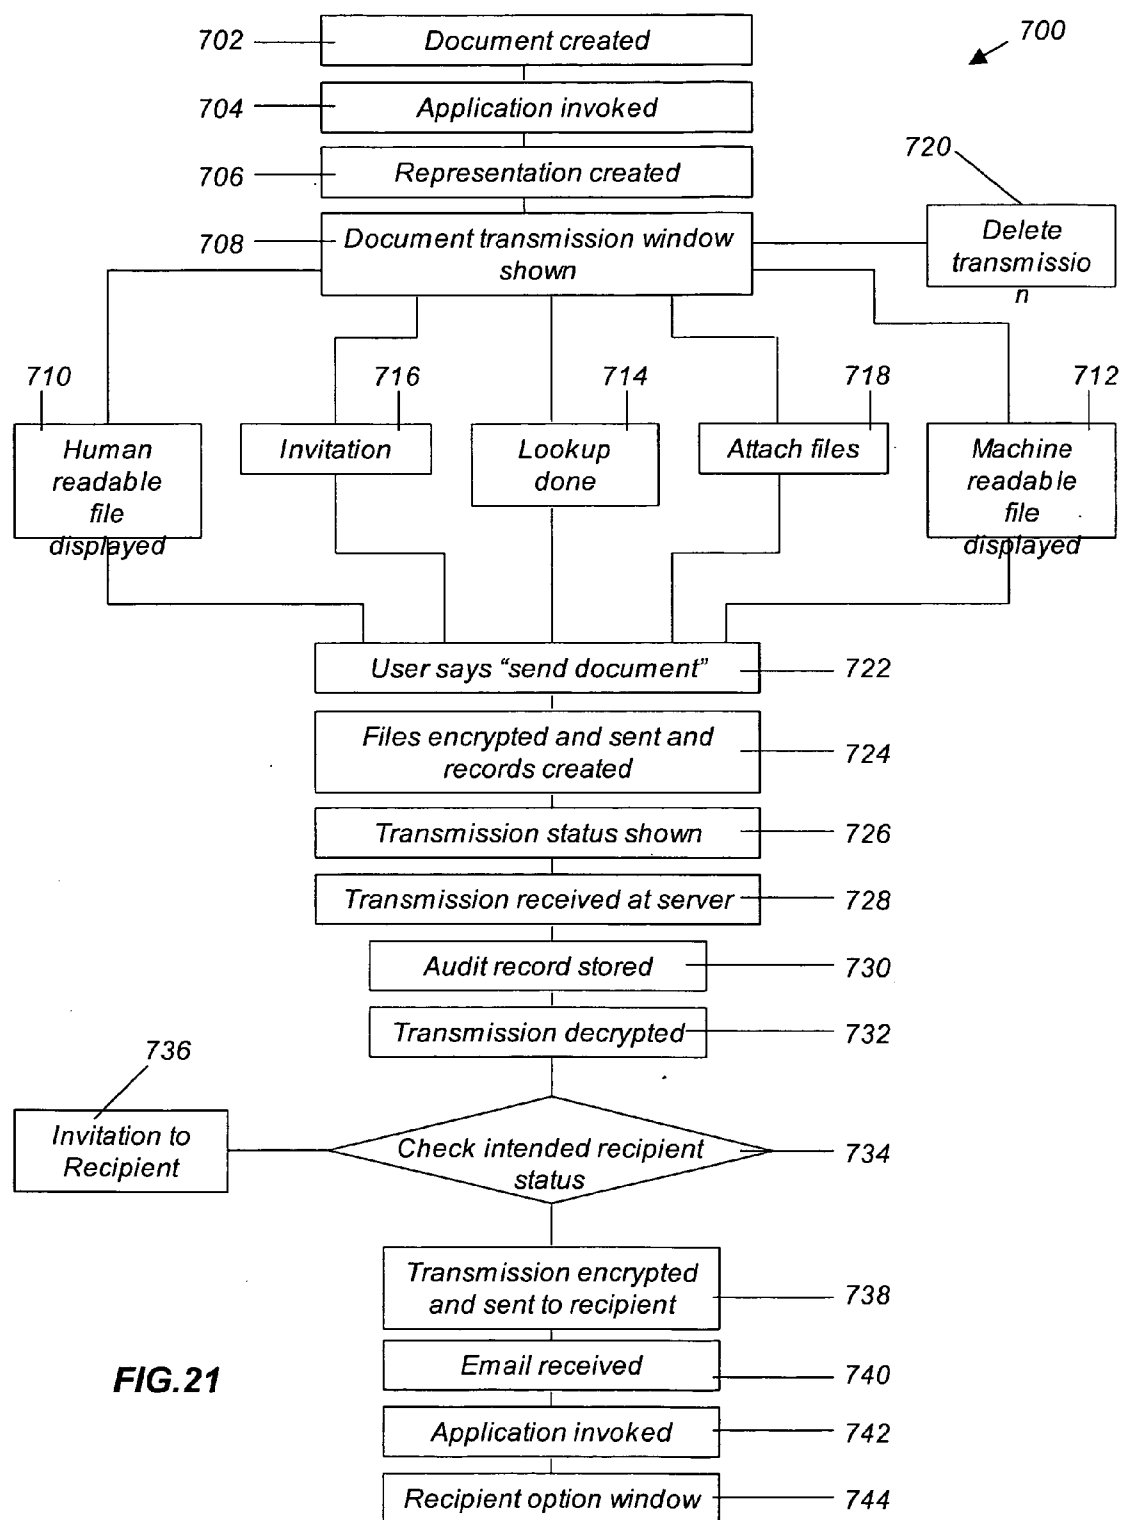 702
Document created
700
704
Application invoked
706
Representation created
720
708
Document transmission window
shown
Delete
transmissio
n
710
716
714
718
712
Human
readable
file
displayed
Invitation
Lookup
done
Attach files
Machine
readable
file
displayed
User says “send document”
722
Files encrypted and sent and
records created
724
Transmission status shown
726
Transmission received at server
728
Audit record stored
730
Transmission decrypted
732
736
Invitation to
Recipient
Check intended recipient
status
734
Transmission encrypted
and sent to recipient
738
FIG.21
Email received
740
Application invoked
742
Recipient option window
744